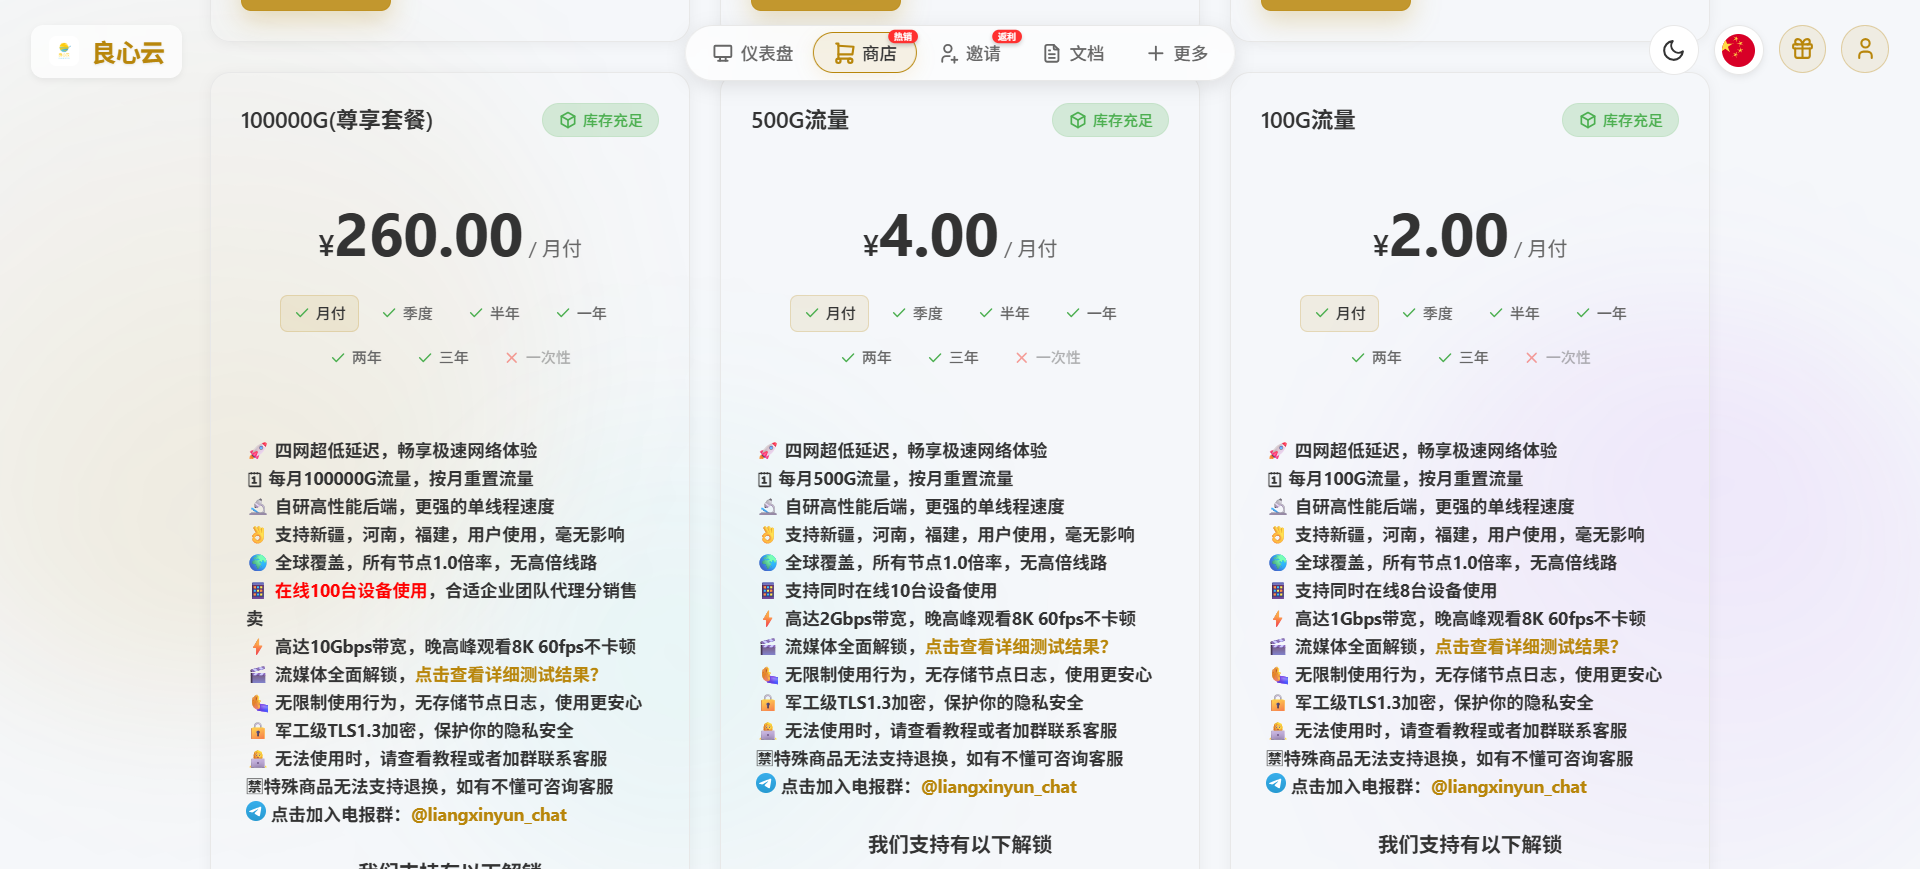 良心云
仪表盘
商店
热销
邀请
返利
文档
更多
100000G(尊享套餐)
库存充足
¥260.00 / 月付
月付 季度 半年 一年
两年 三年 一次性
四网超低延迟，畅享极速网络体验
每月100000G流量，按月重置流量
自研高性能后端，更强的单线程速度
支持新疆，河南，福建，用户使用，毫无影响
全球覆盖，所有节点1.0倍率，无高倍线路
在线100台设备使用，合适企业团队代理分销售
卖
高达10Gbps带宽，晚高峰观看8K 60fps不卡顿
流媒体全面解锁，点击查看详细测试结果？
无限制使用行为，无存储节点日志，使用更安心
军工级TLS1.3加密，保护你的隐私安全
无法使用时，请查看教程或者加群联系客服
🈲特殊商品无法支持退换，如有不懂可咨询客服
点击加入电报群：@liangxinyun_chat
我们支持有以下解锁
500G流量
库存充足
¥4.00 / 月付
月付 季度 半年 一年
两年 三年 一次性
四网超低延迟，畅享极速网络体验
每月500G流量，按月重置流量
自研高性能后端，更强的单线程速度
支持新疆，河南，福建，用户使用，毫无影响
全球覆盖，所有节点1.0倍率，无高倍线路
支持同时在线10台设备使用
高达2Gbps带宽，晚高峰观看8K 60fps不卡顿
流媒体全面解锁，点击查看详细测试结果？
无限制使用行为，无存储节点日志，使用更安心
军工级TLS1.3加密，保护你的隐私安全
无法使用时，请查看教程或者加群联系客服
🈲特殊商品无法支持退换，如有不懂可咨询客服
点击加入电报群：@liangxinyun_chat
我们支持有以下解锁
100G流量
库存充足
¥2.00 / 月付
月付 季度 半年 一年
两年 三年 一次性
四网超低延迟，畅享极速网络体验
每月100G流量，按月重置流量
自研高性能后端，更强的单线程速度
支持新疆，河南，福建，用户使用，毫无影响
全球覆盖，所有节点1.0倍率，无高倍线路
支持同时在线8台设备使用
高达1Gbps带宽，晚高峰观看8K 60fps不卡顿
流媒体全面解锁，点击查看详细测试结果？
无限制使用行为，无存储节点日志，使用更安心
军工级TLS1.3加密，保护你的隐私安全
无法使用时，请查看教程或者加群联系客服
🈲特殊商品无法支持退换，如有不懂可咨询客服
点击加入电报群：@liangxinyun_chat
我们支持有以下解锁